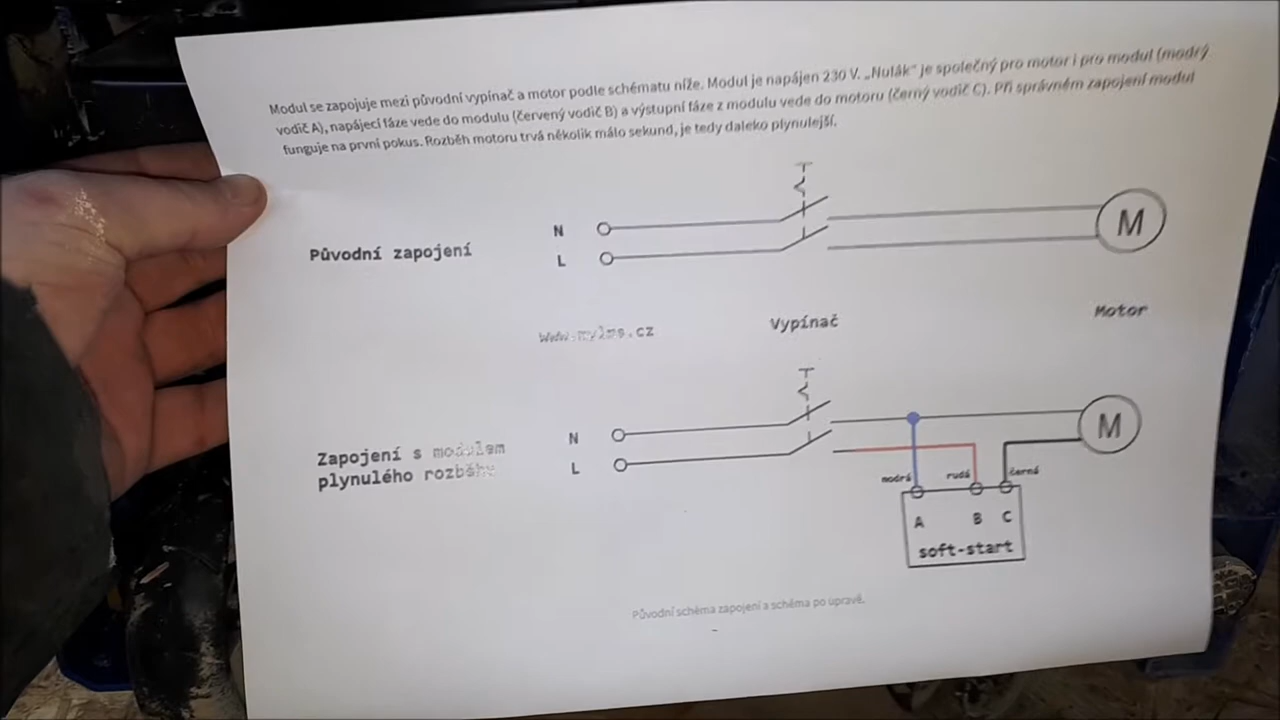 Modul se zapojuje mezi původní vypínač a motor podle schématu níže. Modul je napájen 230 V. „Nulák“ je společný pro motor i pro modul (modrý
vodič A), napájecí fáze vede do modulu (červený vodič B) a výstupní fáze z modulu vede do motoru (černý vodič C). Při správném zapojení modul
funguje na první pokus. Rozběh motoru trvá několik málo sekund, je tedy daleko plynulejší.
N
Původní zapojení
M
L
Motor
Vypínač
N
M
Zapojení s modulem
L
plynulého rozběhu
modrá
rudá
černá
A
B
C
soft-start
Původní schéma zapojení a schéma po úpravě.